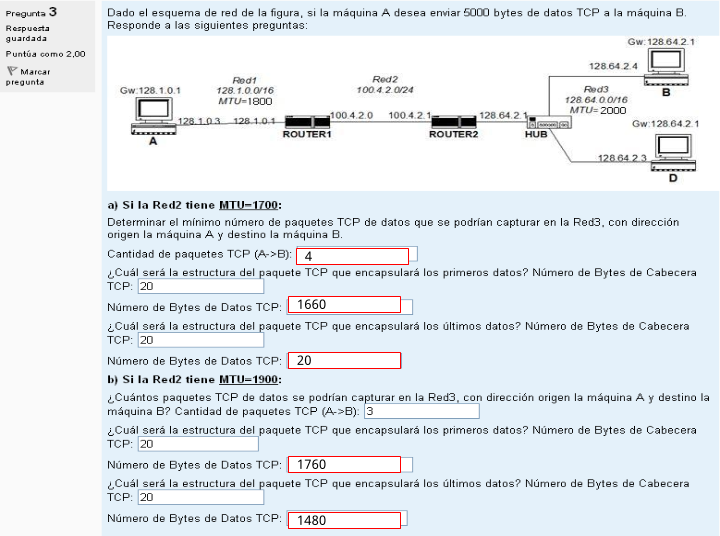 Pregunta 3
Respuesta
guardada
Puntúa como 2,00
Marcar
pregunta
Dado el esquema de red de la figura, si la máquina A desea enviar 5000 bytes de datos TCP a la máquina B.
Responde a las siguientes preguntas:
Gw:128.64.2.1
128.64.2.4
B
Red1
128.1.0.0/16
MTU=1800
Red2
100.4.2.0/24
Red3
128.64.0.0/16
MTU=2000
Gw:128.1.0.1
Gw:128.64.2.1
128.1.0.3
128.1.0.1
100.4.2.0
100.4.2.1
128.64.2.1
A
ROUTER1
ROUTER2
HUB
128.64.2.3
D
a) Si la Red2 tiene MTU=1700:
Determinar el mínimo número de paquetes TCP de datos que se podrían capturar en la Red3, con dirección
origen la máquina A y destino la máquina B.
Cantidad de paquetes TCP (A->B): 4
¿Cuál será la estructura del paquete TCP que encapsulará los primeros datos? Número de Bytes de Cabecera
TCP: 20
Número de Bytes de Datos TCP: 1660
¿Cuál será la estructura del paquete TCP que encapsulará los últimos datos? Número de Bytes de Cabecera
TCP: 20
Número de Bytes de Datos TCP: 20
b) Si la Red2 tiene MTU=1900:
¿Cuántos paquetes TCP de datos se podrían capturar en la Red3, con dirección origen la máquina A y destino la
máquina B? Cantidad de paquetes TCP (A->B): 3
¿Cuál será la estructura del paquete TCP que encapsulará los primeros datos? Número de Bytes de Cabecera
TCP: 20
Número de Bytes de Datos TCP: 1760
¿Cuál será la estructura del paquete TCP que encapsulará los últimos datos? Número de Bytes de Cabecera
TCP: 20
Número de Bytes de Datos TCP: 1480